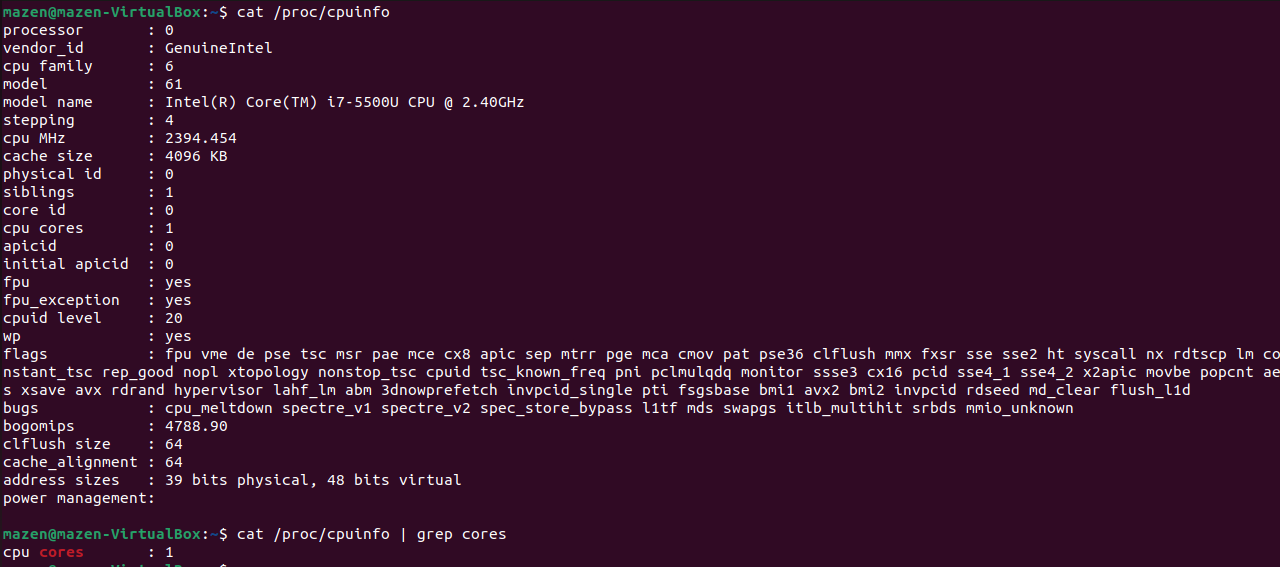 mazen@mazen-VirtualBox:~$ cat /proc/cpuinfo
processor       : 0
vendor_id       : GenuineIntel
cpu family      : 6
model           : 61
model name      : Intel(R) Core(TM) i7-5500U CPU @ 2.40GHz
stepping        : 4
cpu MHz         : 2394.454
cache size      : 4096 KB
physical id     : 0
siblings        : 1
core id         : 0
cpu cores       : 1
apicid          : 0
initial apicid  : 0
fpu             : yes
fpu_exception   : yes
cpuid level     : 20
wp              : yes
flags           : fpu vme de pse tsc msr pae mce cx8 apic sep mtrr pge mca cmov pat pse36 clflush mmx fxsr sse sse2 ht syscall nx rdtscp lm co
nstant_tsc rep_good nopl xtopology nonstop_tsc cpuid tsc_known_freq pni pclmulqdq monitor ssse3 cx16 pcid sse4_1 sse4_2 x2apic movbe popcnt ae
s xsave avx rdrand hypervisor lahf_lm abm 3dnowprefetch invpcid_single pti fsgsbase bmi1 avx2 bmi2 invpcid rdseed md_clear flush_l1d
bugs            : cpu_meltdown spectre_v1 spectre_v2 spec_store_bypass l1tf mds swapgs itlb_multihit srbds mmio_unknown
bogomips        : 4788.90
clflush size    : 64
cache_alignment : 64
address sizes   : 39 bits physical, 48 bits virtual
power management:
mazen@mazen-VirtualBox:~$ cat /proc/cpuinfo | grep cores
cpu cores       : 1